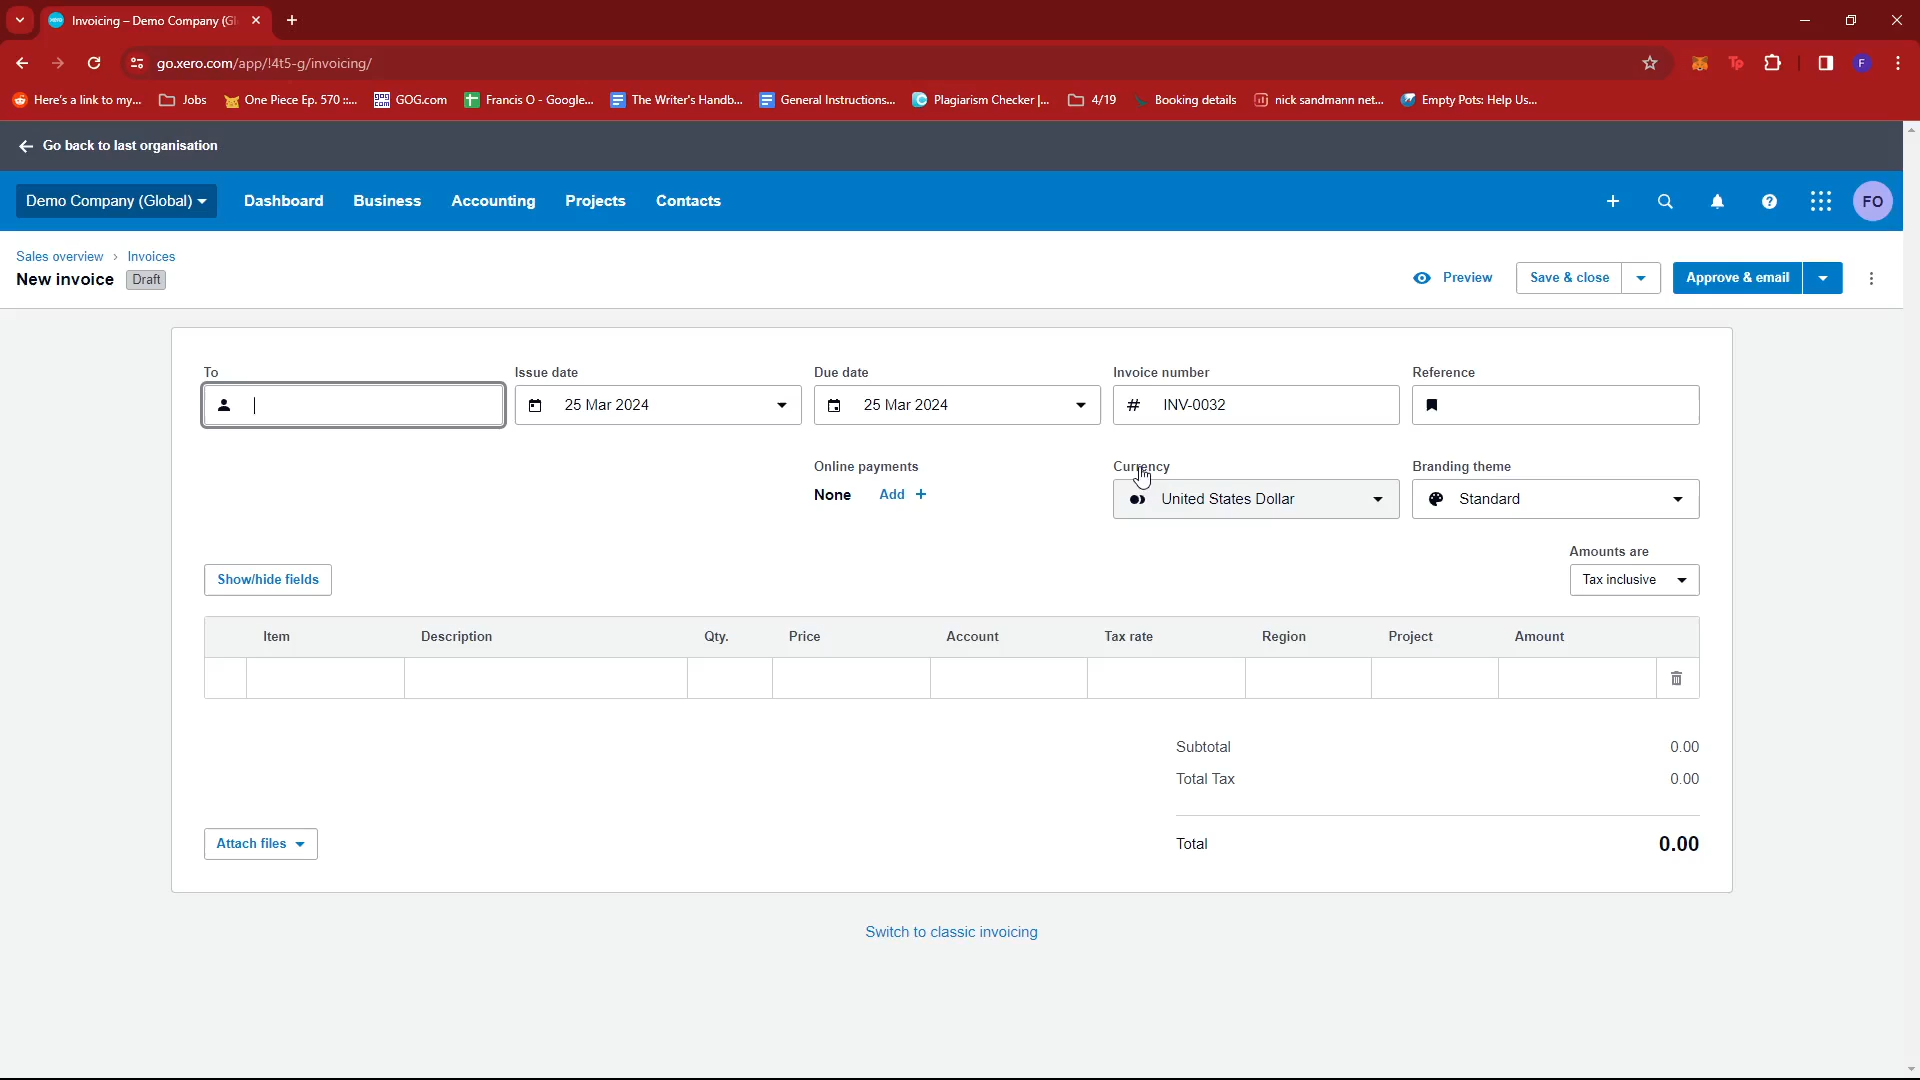 Invoicing – Demo Company (Gl
go.xero.com/app/!4t5-g/invoicing/
Here's a link to my... Jobs One Piece Ep. 570 ::... GOG.com Francis O - Google... The Writer's Handb... General Instructions... Plagiarism Checker |... 4/19 Booking details nick sandmann net... Empty Pots: Help Us...
Go back to last organisation
Demo Company (Global) Dashboard Business Accounting Projects Contacts FO
Sales overview › Invoices
New invoice Draft Preview Save & close Approve & email
To Issue date Due date Invoice number Reference
25 Mar 2024 25 Mar 2024 # INV-0032
Online payments Currency Branding theme
None Add + United States Dollar Standard
Amounts are
Show/hide fields Tax inclusive
Item Description Qty. Price Account Tax rate Region Project Amount
Subtotal 0.00
Total Tax 0.00
Attach files Total 0.00
Switch to classic invoicing